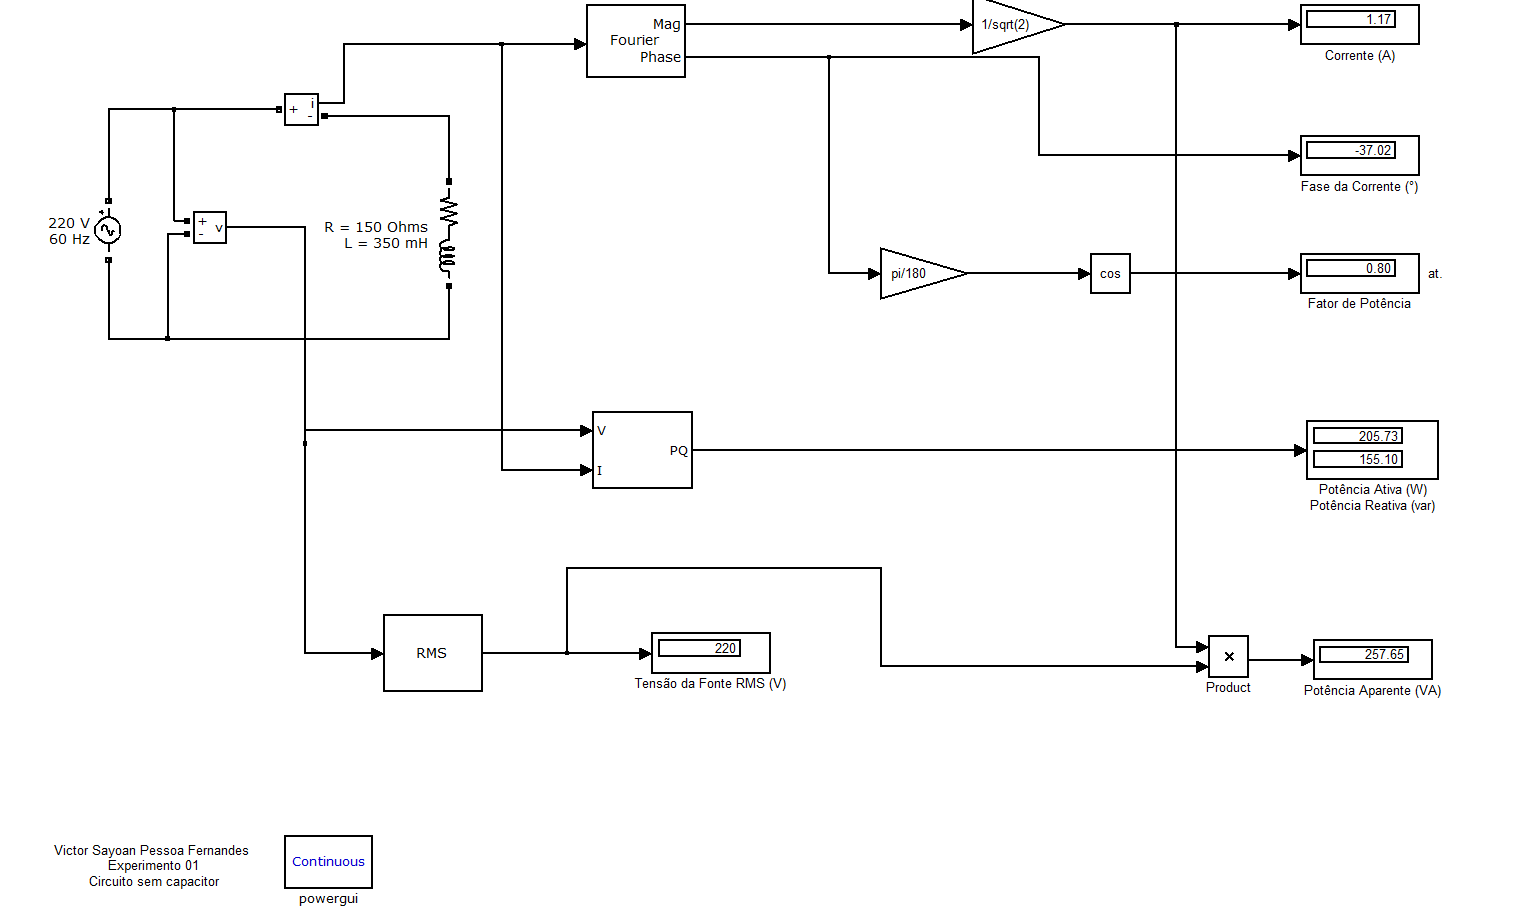 Mag
Fourier
Phase
1/sqrt(2)
1.17
Corrente (A)
+ i
-
-37.02
Fase da Corrente (°)
220 V
60 Hz
+
- v
R = 150 Ohms
L = 350 mH
pi/180
cos
0.80
at.
Fator de Potência
V
PQ
I
205.73
155.10
Potência Ativa (W)
Potência Reativa (var)
RMS
220
Tensão da Fonte RMS (V)
×
Product
257.65
Potência Aparente (VA)
Victor Sayoan Pessoa Fernandes
Experimento 01
Circuito sem capacitor
Continuous
powergui